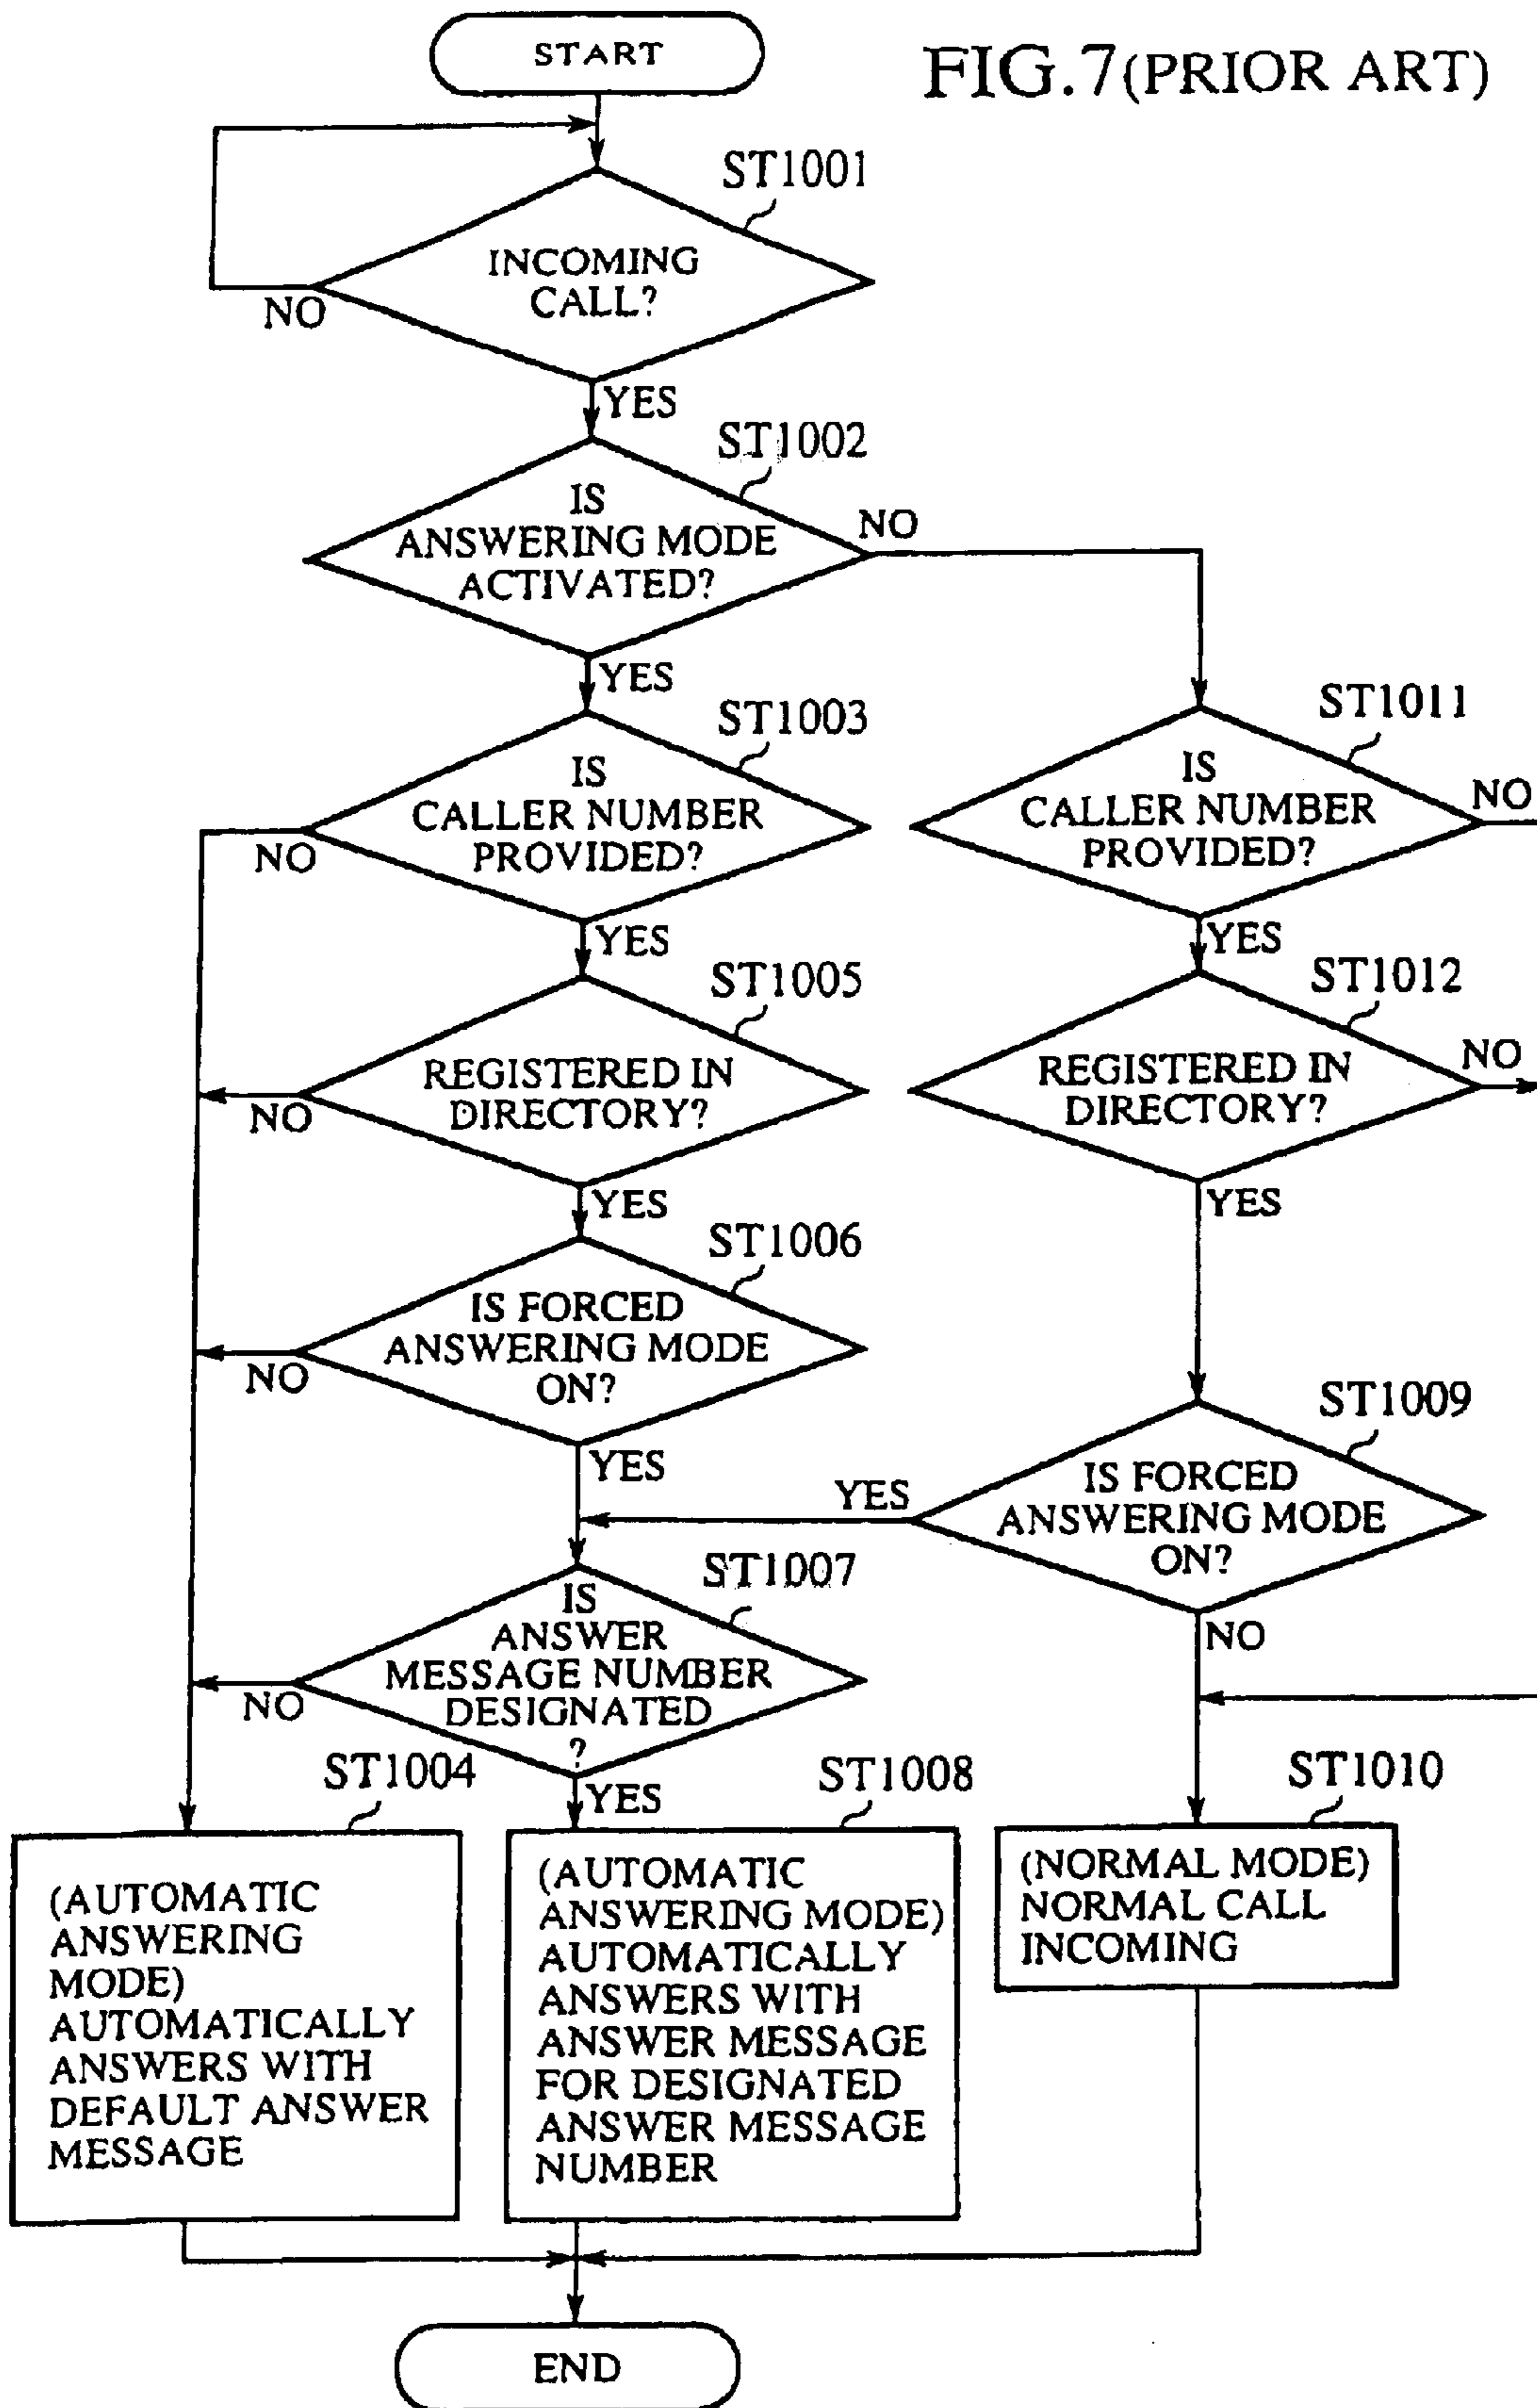 START
FIG.7(PRIOR ART)
ST1001
INCOMING
CALL?
NO
YES
ST1002
IS
ANSWERING MODE
ACTIVATED?
NO
YES
ST1003
IS
CALLER NUMBER
PROVIDED?
NO
YES
ST1011
IS
CALLER NUMBER
PROVIDED?
NO
YES
ST1005
REGISTERED IN
DIRECTORY?
NO
YES
ST1012
REGISTERED IN
DIRECTORY?
NO
YES
ST1006
IS FORCED
ANSWERING MODE
ON?
NO
YES
ST1009
IS FORCED
ANSWERING MODE
ON?
YES
NO
ST1007
IS
ANSWER
MESSAGE NUMBER
DESIGNATED
?
NO
YES
ST1004
(AUTOMATIC
ANSWERING
MODE)
AUTOMATICALLY
ANSWERS WITH
DEFAULT ANSWER
MESSAGE
ST1008
(AUTOMATIC
ANSWERING MODE)
AUTOMATICALLY
ANSWERS WITH
ANSWER MESSAGE
FOR DESIGNATED
ANSWER MESSAGE
NUMBER
ST1010
(NORMAL MODE)
NORMAL CALL
INCOMING
END